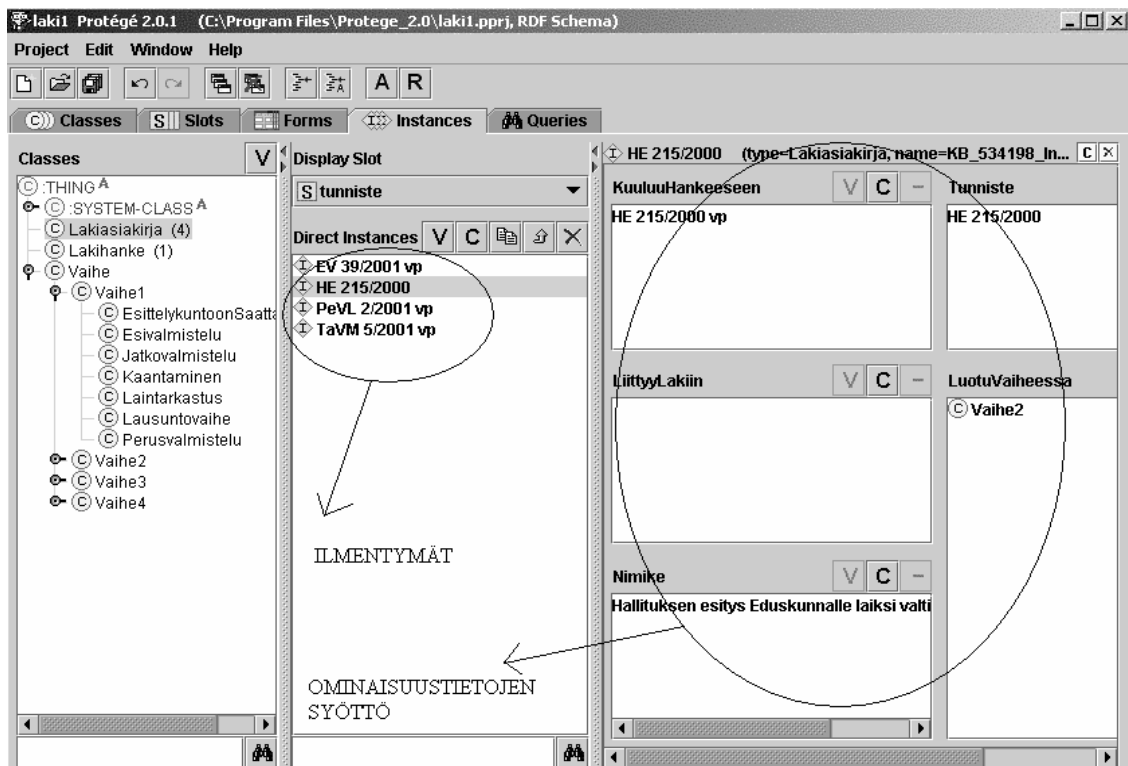 laki1 Protégé 2.0.1 (C:\Program Files\Protege_2.0\laki1.pprj, RDF Schema)
Project Edit Window Help
A R
C Classes S Slots Forms Instances Queries
Classes V
C :THING A
C :SYSTEM-CLASS A
C Lakiasiakirja (4)
C Lakihanke (1)
C Vaihe
C Vaihe1
C EsittelykuntoonSaatta
C Esivalmistelu
C Jatkovalmistelu
C Kaantaminen
C Laintarkastus
C Lausuntovaihe
C Perusvalmistelu
C Vaihe2
C Vaihe3
C Vaihe4
Display Slot
S tunniste
Direct Instances V C
I EV 39/2001 vp
I HE 215/2000
I PeVL 2/2001 vp
I TaVM 5/2001 vp
ILMENTYMÄT
OMINAISUUSTIETOJEN
SYÖTTÖ
I HE 215/2000 (type=Lakiasiakirja, name=KB_534198_In... C X
KuuluuHankeeseen V C –
HE 215/2000 vp
Tunniste
HE 215/2000
LiittyyLakiin V C –
LuotuVaiheessa
C Vaihe2
Nimike V C –
Hallituksen esitys Eduskunnalle laiksi valti